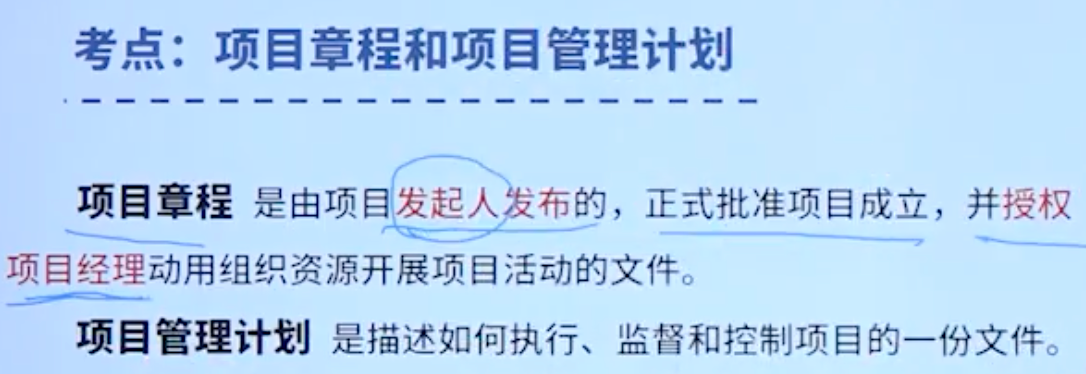 考点：项目章程和项目管理计划
项目章程 是由项目发起人发布的，正式批准项目成立，并授权
项目经理动用组织资源开展项目活动的文件。
项目管理计划 是描述如何执行、监督和控制项目的一份文件。